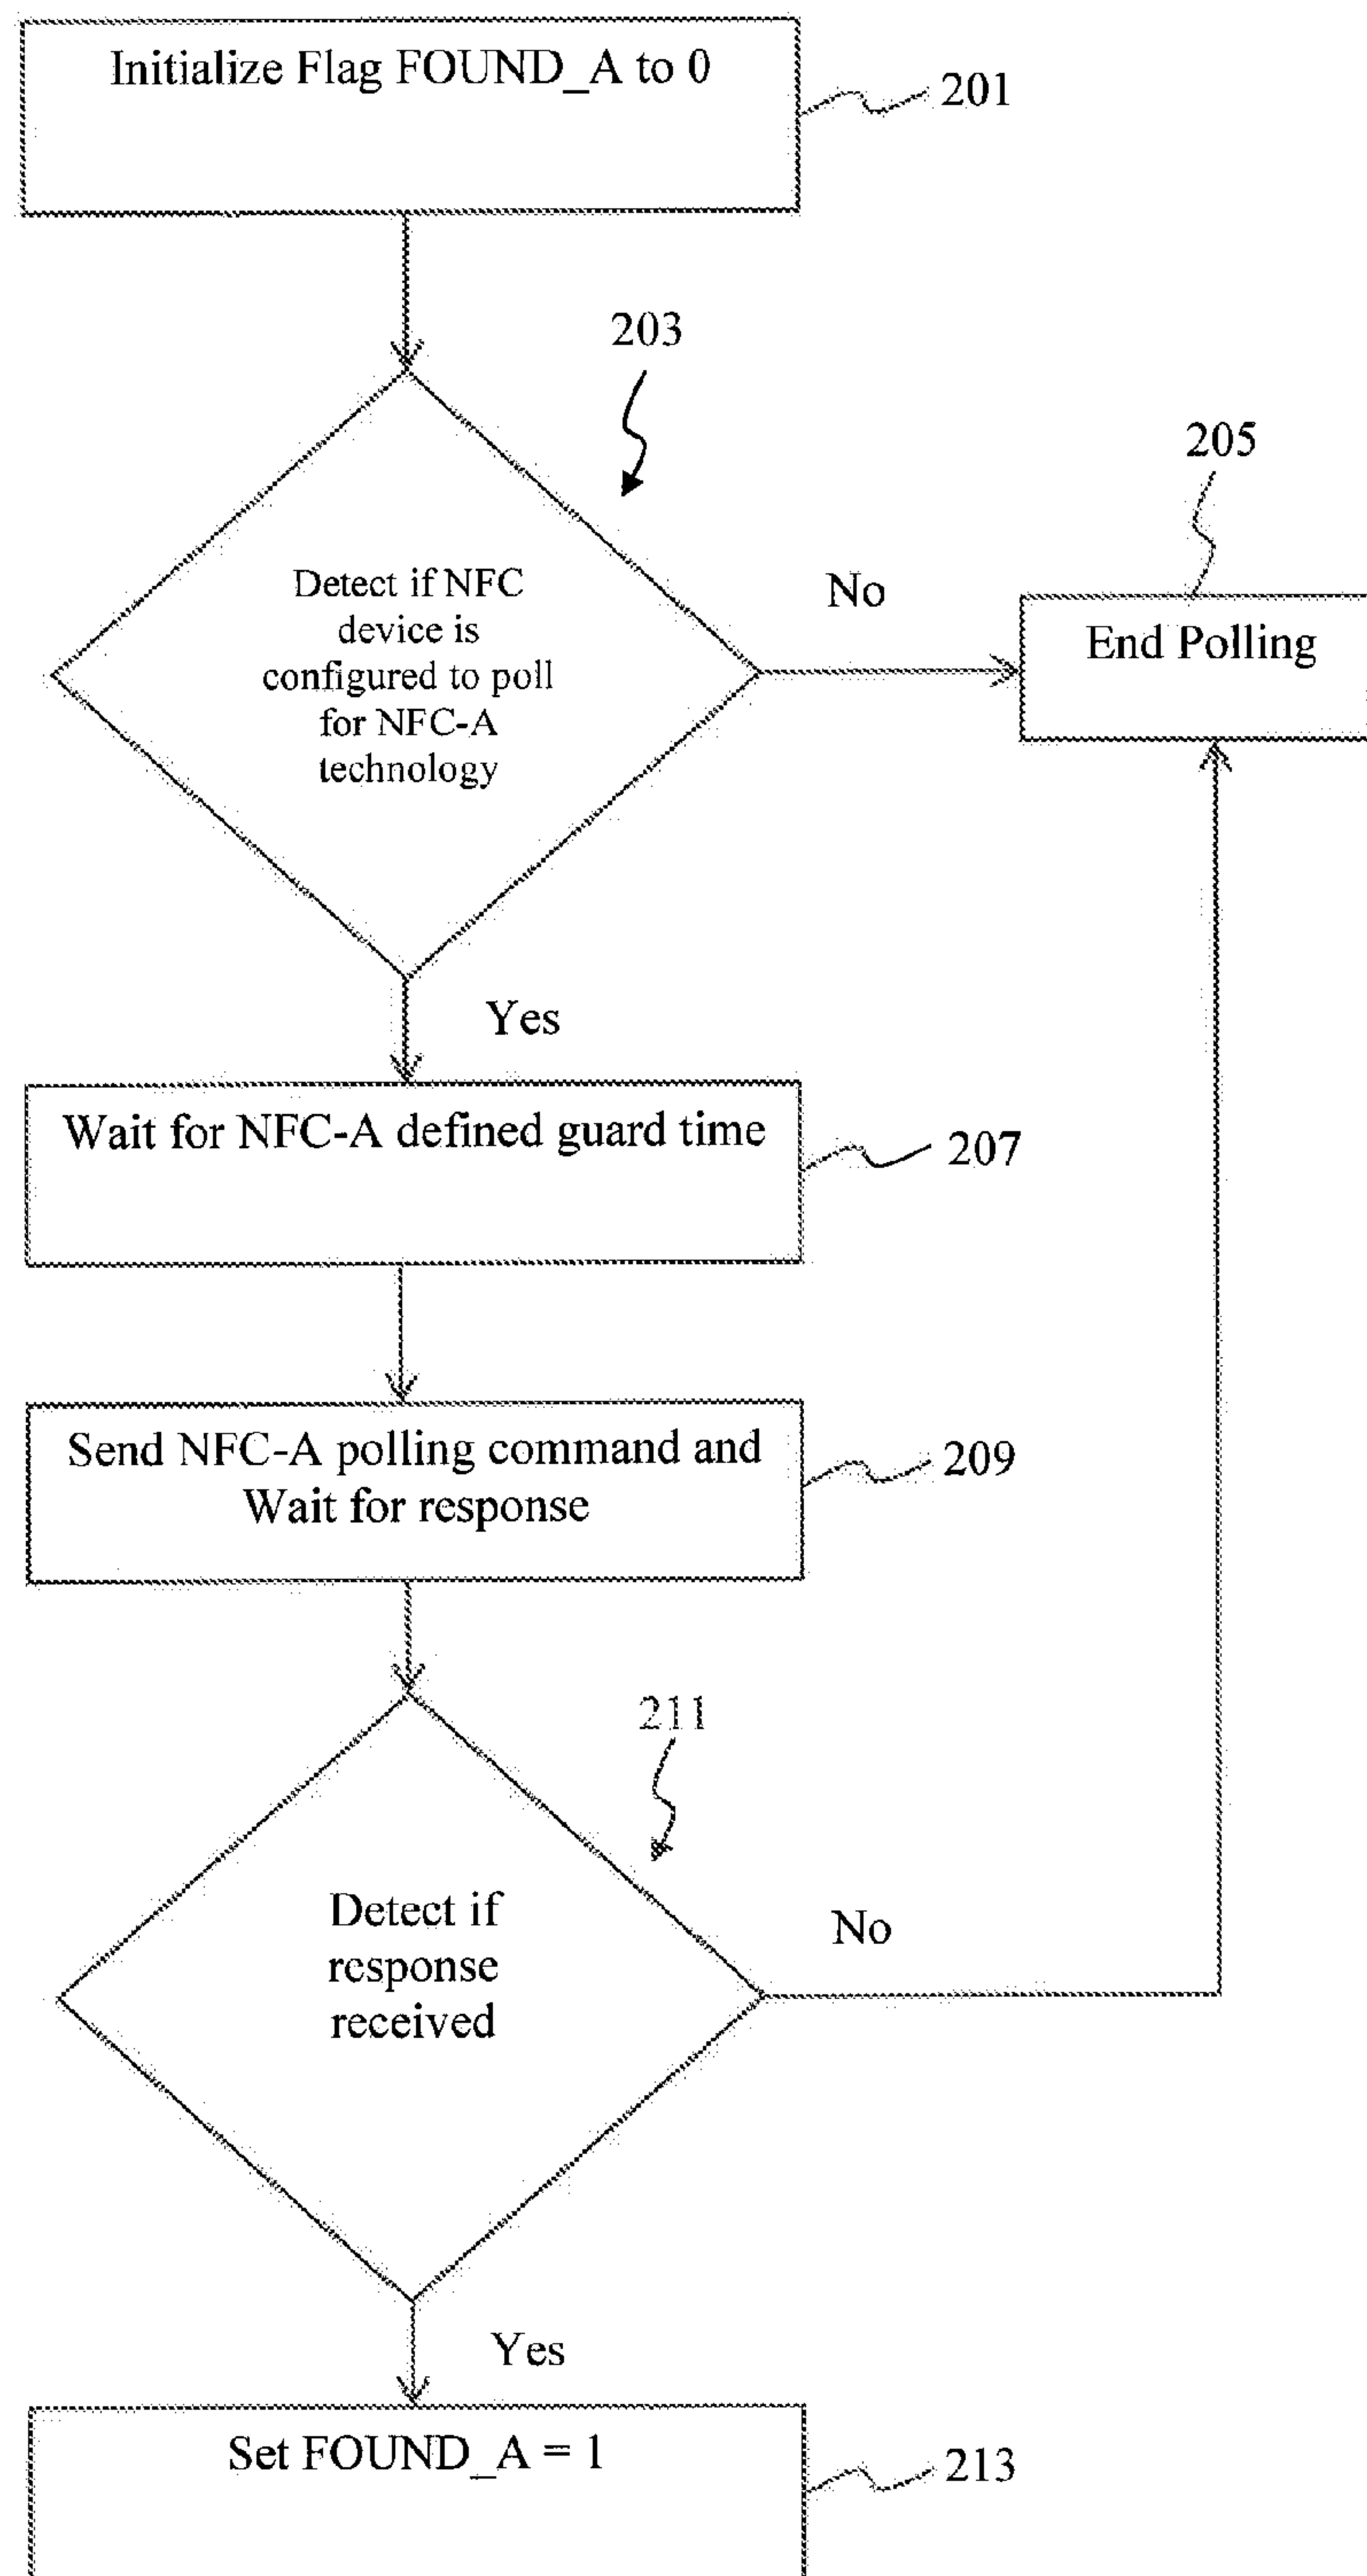 Initialize Flag FOUND_A to 0
201
203
205
Detect if NFC
device is
configured to poll
for NFC-A
technology
No
End Polling
Yes
Wait for NFC-A defined guard time
207
Send NFC-A polling command and
Wait for response
209
211
Detect if
response
received
No
Yes
Set FOUND_A = 1
213